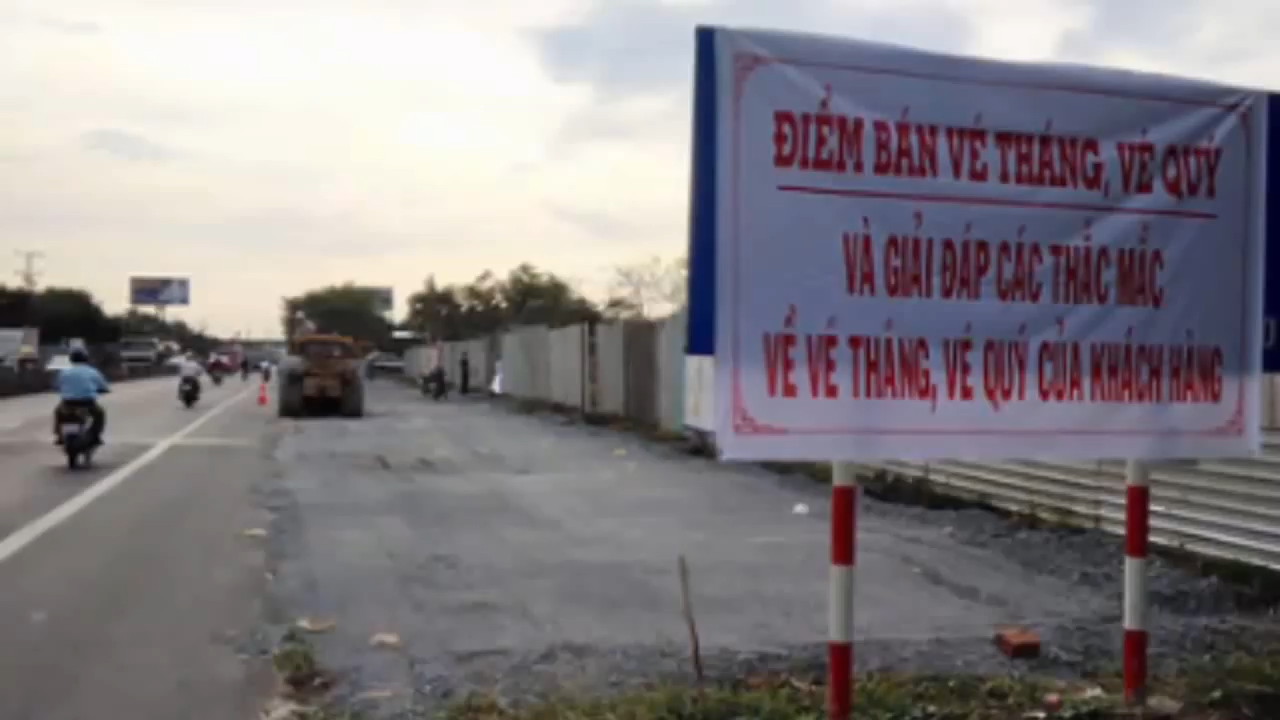 ĐIỂM BÁN VÉ THÁNG, VÉ QUÝ
VÀ GIẢI ĐÁP CÁC THẮC MẮC
VỀ VÉ THÁNG, VÉ QUÝ CỦA KHÁCH HÀNG